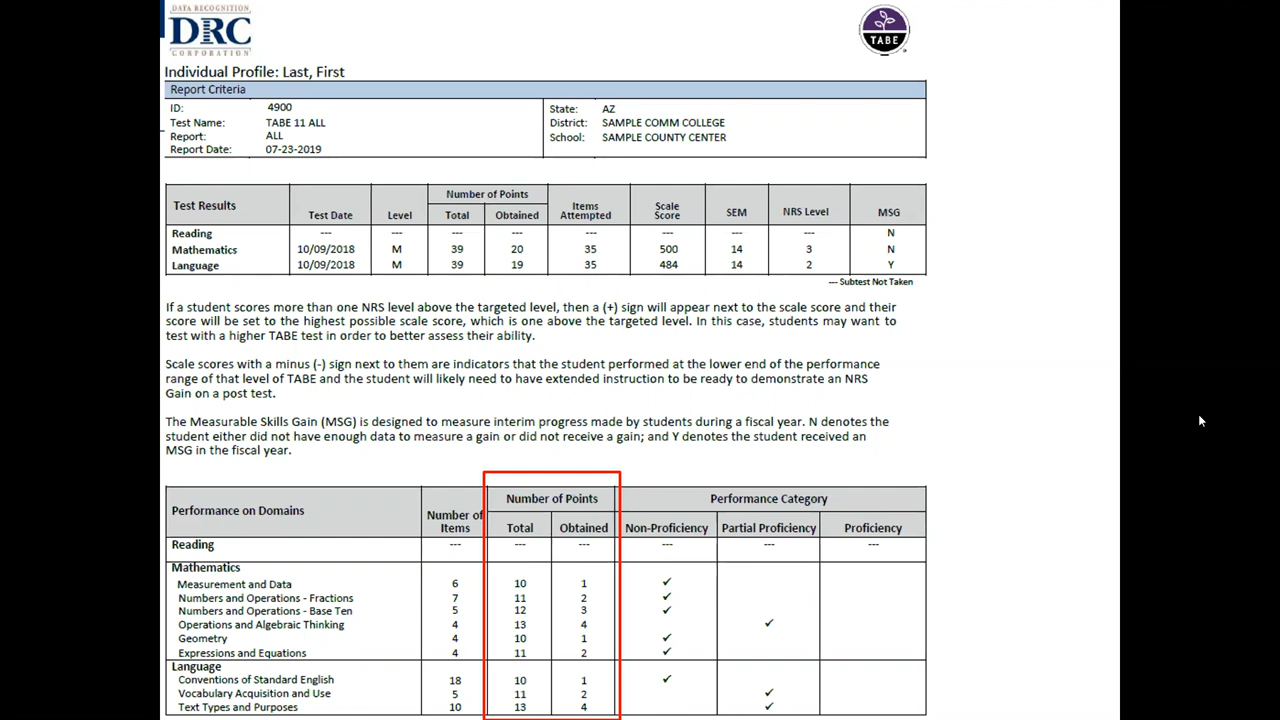 DATA RECOGNITION
DRC
CORPORATION
TABE
Individual Profile: Last, First
Report Criteria
ID: 4900
Test Name: TABE 11 ALL
Report: ALL
Report Date: 07-23-2019
State: AZ
District: SAMPLE COMM COLLEGE
School: SAMPLE COUNTY CENTER
Number of Points
Test Results Test Date Level Total Obtained Items Attempted Scale Score SEM NRS Level MSG
Reading --- --- --- --- --- --- --- --- N
Mathematics 10/09/2018 M 39 20 35 500 14 3 N
Language 10/09/2018 M 39 19 35 484 14 2 Y
--- Subtest Not Taken
If a student scores more than one NRS level above the targeted level, then a (+) sign will appear next to the scale score and their
score will be set to the highest possible scale score, which is one above the targeted level. In this case, students may want to
test with a higher TABE test in order to better assess their ability.
Scale scores with a minus (-) sign next to them are indicators that the student performed at the lower end of the performance
range of that level of TABE and the student will likely need to have extended instruction to be ready to demonstrate an NRS
Gain on a post test.
The Measurable Skills Gain (MSG) is designed to measure interim progress made by students during a fiscal year. N denotes the
student either did not have enough data to measure a gain or did not receive a gain; and Y denotes the student received an
MSG in the fiscal year.
Number of Points Performance Category
Performance on Domains Number of Items Total Obtained Non-Proficiency Partial Proficiency Proficiency
Reading --- --- --- --- --- ---
Mathematics
Measurement and Data 6 10 1 ✓
Numbers and Operations - Fractions 7 11 2 ✓
Numbers and Operations - Base Ten 5 12 3 ✓
Operations and Algebraic Thinking 4 13 4 ✓
Geometry 4 10 1 ✓
Expressions and Equations 4 11 2 ✓
Language
Conventions of Standard English 18 10 1 ✓
Vocabulary Acquisition and Use 5 11 2 ✓
Text Types and Purposes 10 13 4 ✓